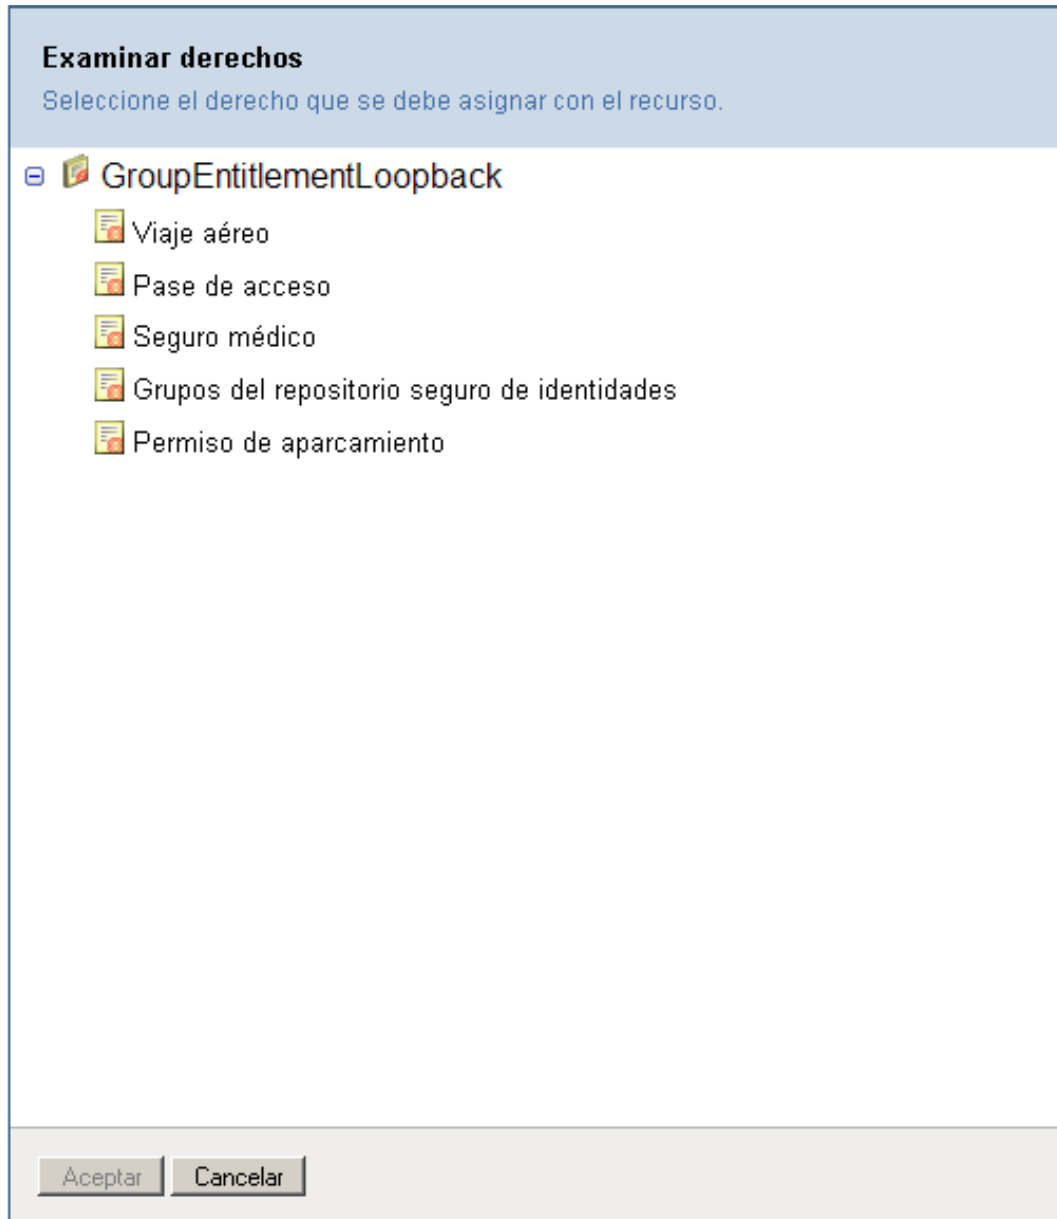 Examinar derechos
Seleccione el derecho que se debe asignar con el recurso.
GroupEntitlementLoopback
Viaje aéreo
Pase de acceso
Seguro médico
Grupos del repositorio seguro de identidades
Permiso de aparcamiento
Aceptar Cancelar